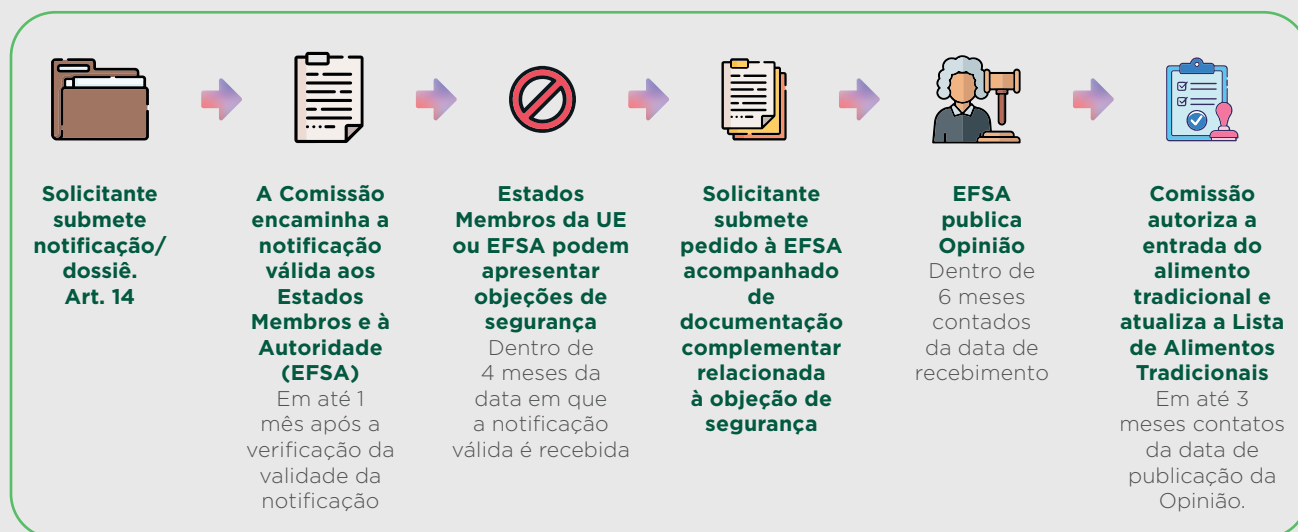 Solicitante
submete
notificação/
dossiê.
Art. 14
A Comissão
encaminha a
notificação
válida aos
Estados
Membros e à
Autoridade
(EFSA)
Em até 1
mês após a
verificação da
validade da
notificação
Estados
Membros da UE
ou EFSA podem
apresentar
objeções de
segurança
Dentro de
4 meses da
data em que
a notificação
válida é recebida
Solicitante
submete
pedido à EFSA
acompanhado
de
documentação
complementar
relacionada
à objeção de
segurança
EFSA
publica
Opinião
Dentro de
6 meses
contados
da data de
recebimento
Comissão
autoriza a
entrada do
alimento
tradicional e
atualiza a Lista
de Alimentos
Tradicionais
Em até 3
meses contatos
da data de
publicação da
Opinião.